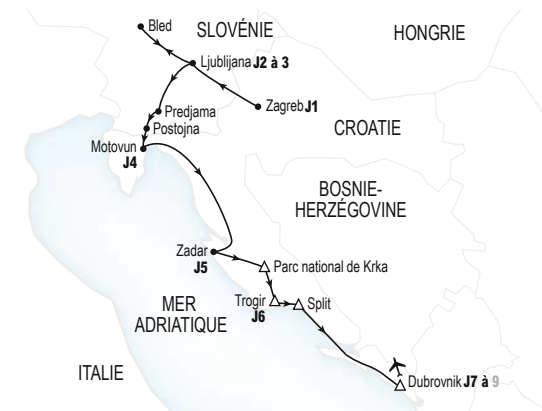 SLOVÉNIE
HONGRIE
Bled
Ljublijana J2 à 3
Predjama
Zagreb J1
Postojna
CROATIE
Motovun
J4
BOSNIE-
HERZÉGOVINE
Zadar
J5
Parc national de Krka
MER
ADRIATIQUE
Trogir
J6
Split
ITALIE
Dubrovnik J7 à 9